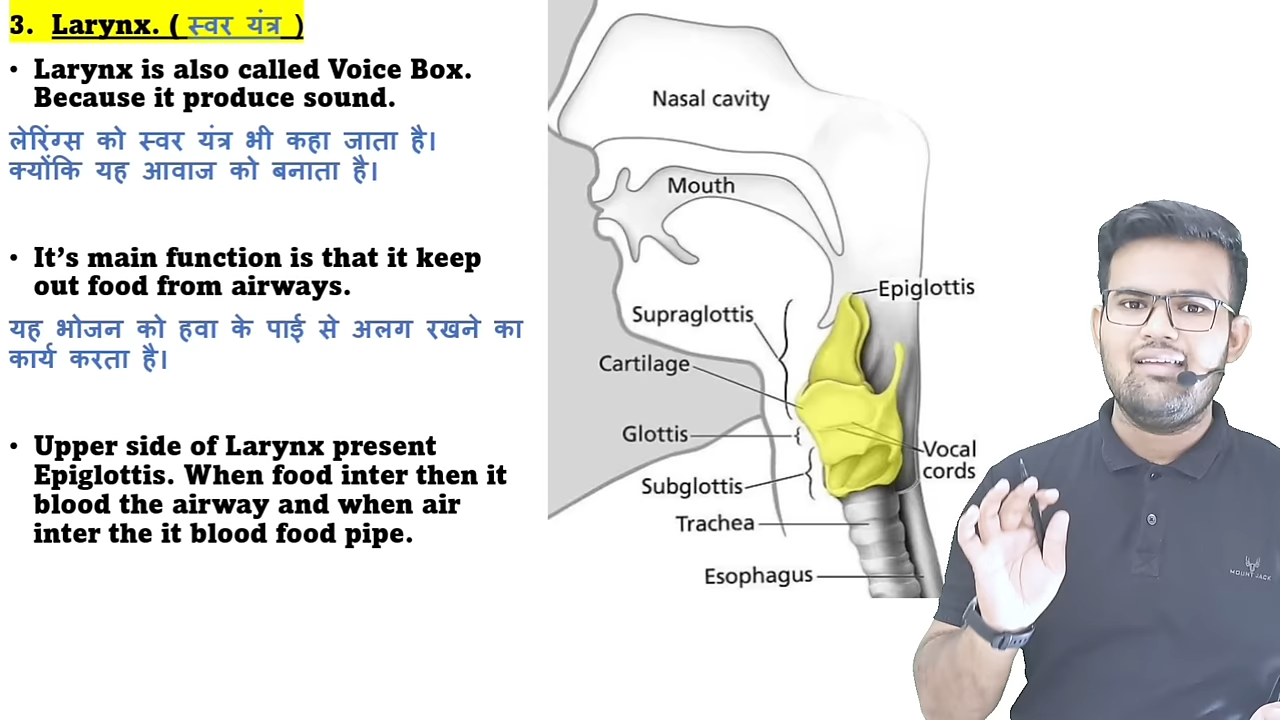 3. Larynx. ( स्वर यंत्र )
• Larynx is also called Voice Box.
Because it produce sound.
लेरिंग्स को स्वर यंत्र भी कहा जाता है।
क्योंकि यह आवाज को बनाता है।
• It's main function is that it keep
out food from airways.
यह भोजन को हवा के पाई से अलग रखने का
कार्य करता है।
• Upper side of Larynx present
Epiglottis. When food inter then it
blood the airway and when air
inter the it blood food pipe.
Nasal cavity
Mouth
Epiglottis
Supraglottis
Cartilage
Glottis
Vocal
cords
Subglottis
Trachea
Esophagus
MOUNT JACK